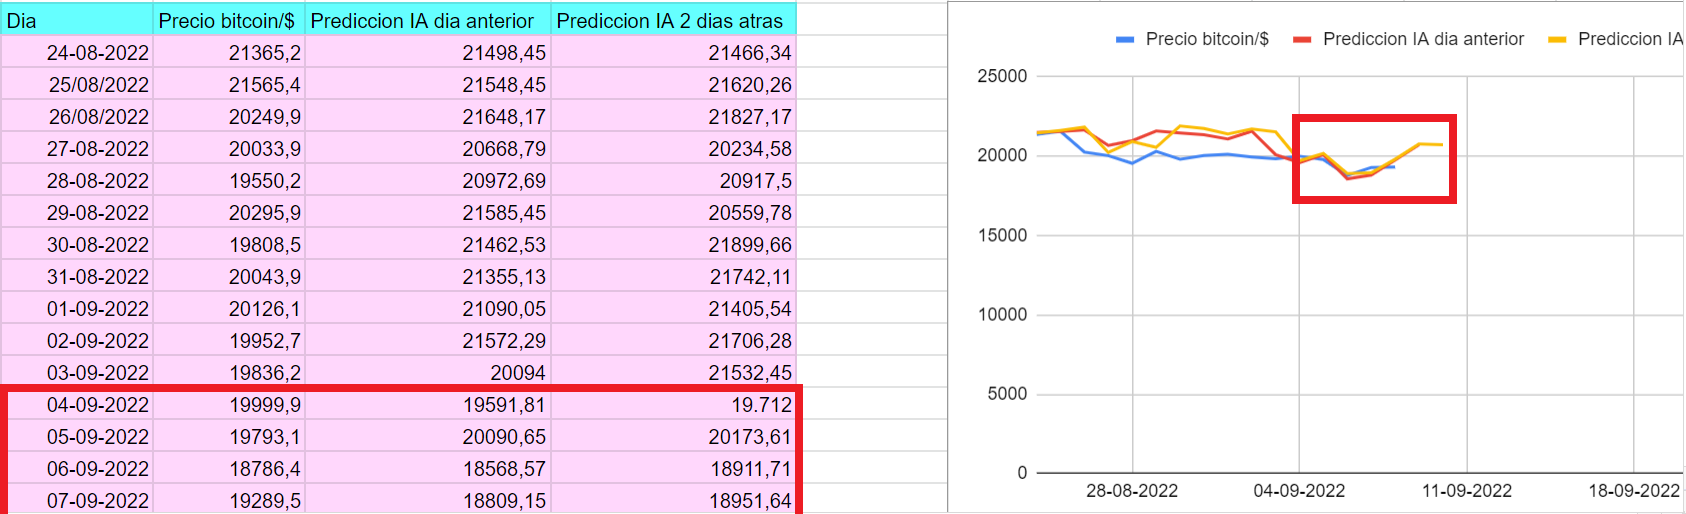 Dia Precio bitcoin/$ Prediccion IA dia anterior Prediccion IA 2 dias atras
24-08-2022 21365,2 21498,45 21466,34
25/08/2022 21565,4 21548,45 21620,26
26/08/2022 20249,9 21648,17 21827,17
27-08-2022 20033,9 20668,79 20234,58
28-08-2022 19550,2 20972,69 20917,5
29-08-2022 20295,9 21585,45 20559,78
30-08-2022 19808,5 21462,53 21899,66
31-08-2022 20043,9 21355,13 21742,11
01-09-2022 20126,1 21090,05 21405,54
02-09-2022 19952,7 21572,29 21706,28
03-09-2022 19836,2 20094 21532,45
04-09-2022 19999,9 19591,81 19.712
05-09-2022 19793,1 20090,65 20173,61
06-09-2022 18786,4 18568,57 18911,71
07-09-2022 19289,5 18809,15 18951,64
Precio bitcoin/$ Prediccion IA dia anterior Prediccion IA
25000
20000
15000
10000
5000
0
28-08-2022 04-09-2022 11-09-2022 18-09-2022